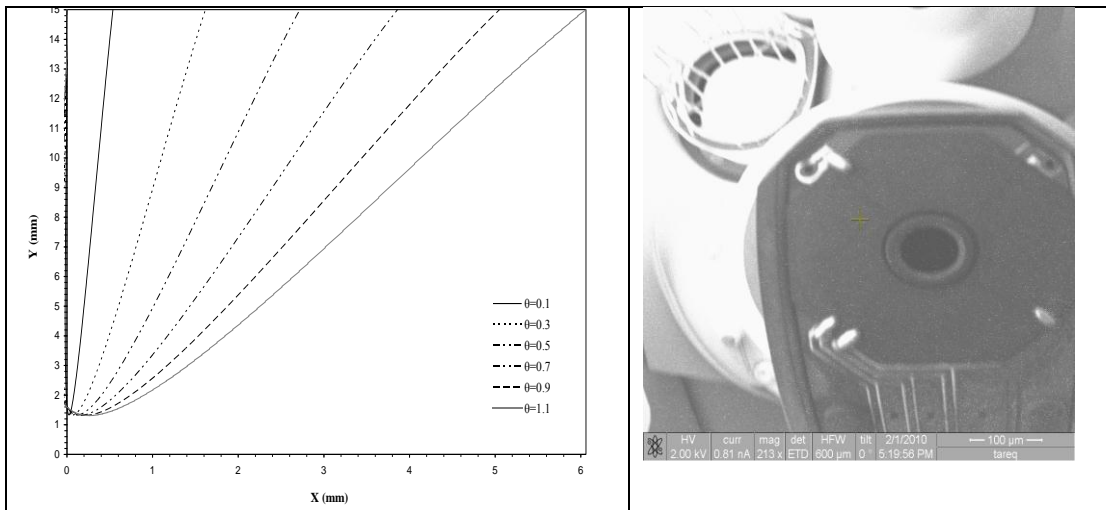 15
14
13
12
11
10
9
8
7
6
5
4
3
2
1
0
Y (mm)
0 1 2 3 4 5 6
X (mm)
θ=0.1
θ=0.3
θ=0.5
θ=0.7
θ=0.9
θ=1.1
HV curr mag det HFW tilt 2/1/2010 100 µm
2.00 kV 0.81 nA 213 x ETD 600 µm 0 ° 5:19:56 PM tareq